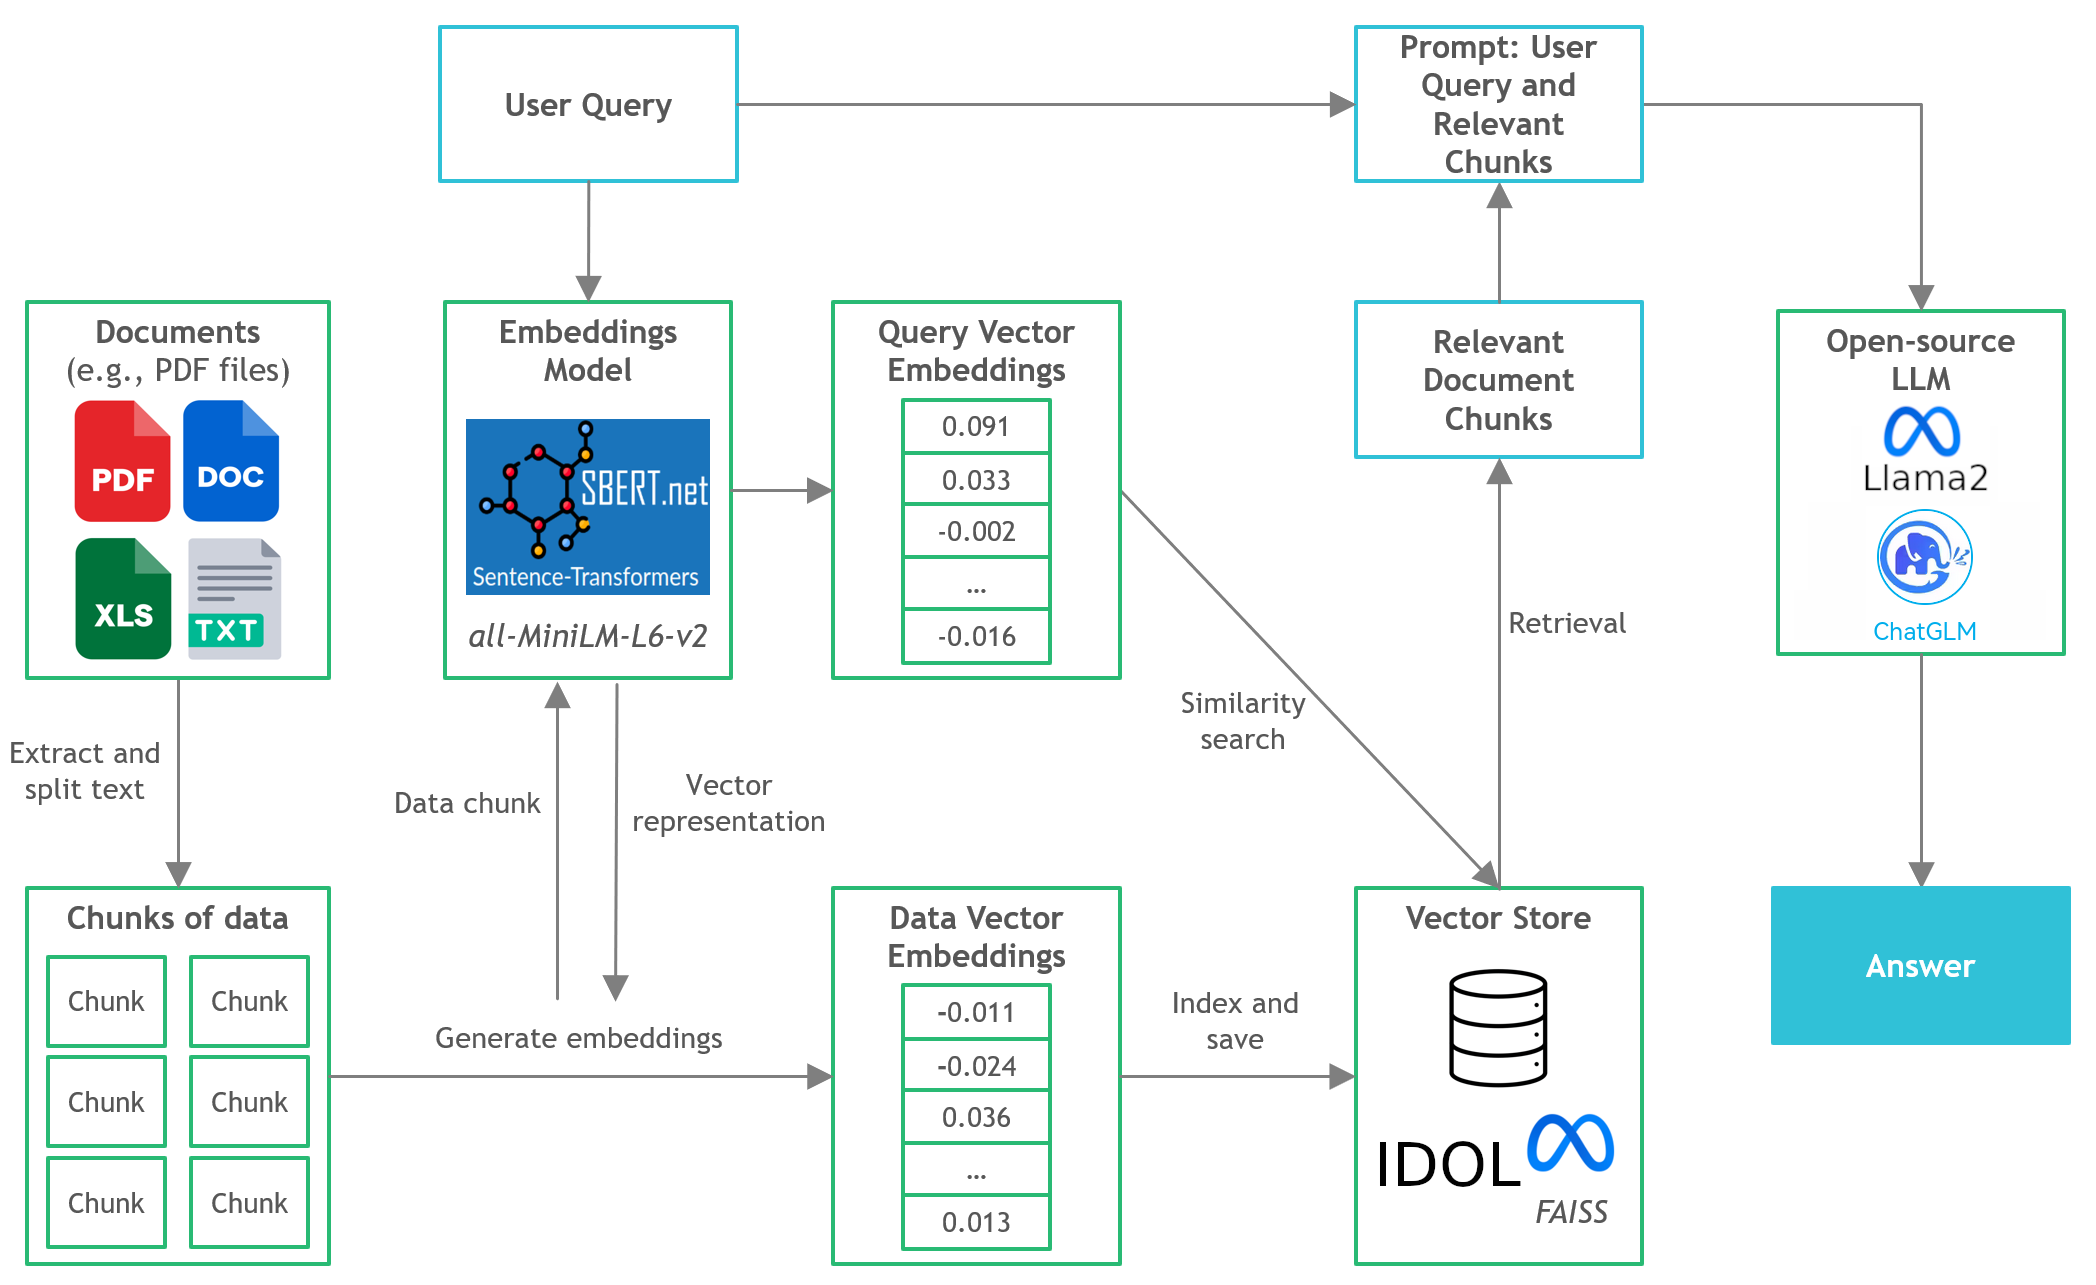 User Query
Prompt: User
Query and
Relevant
Chunks
Documents
(e.g., PDF files)
PDF
DOC
XLS
TXT
Embeddings
Model
SBERT.net
Sentence-Transformers
all-MiniLM-L6-v2
Query Vector
Embeddings
0.091
0.033
-0.002
...
-0.016
Relevant
Document
Chunks
Open-source
LLM
Llama2
ChatGLM
Extract and
split text
Data chunk
Vector
representation
Similarity
search
Retrieval
Chunks of data
Chunk
Chunk
Chunk
Chunk
Chunk
Chunk
Generate embeddings
Data Vector
Embeddings
-0.011
-0.024
0.036
...
0.013
Index and
save
Vector Store
IDOL
FAISS
Answer